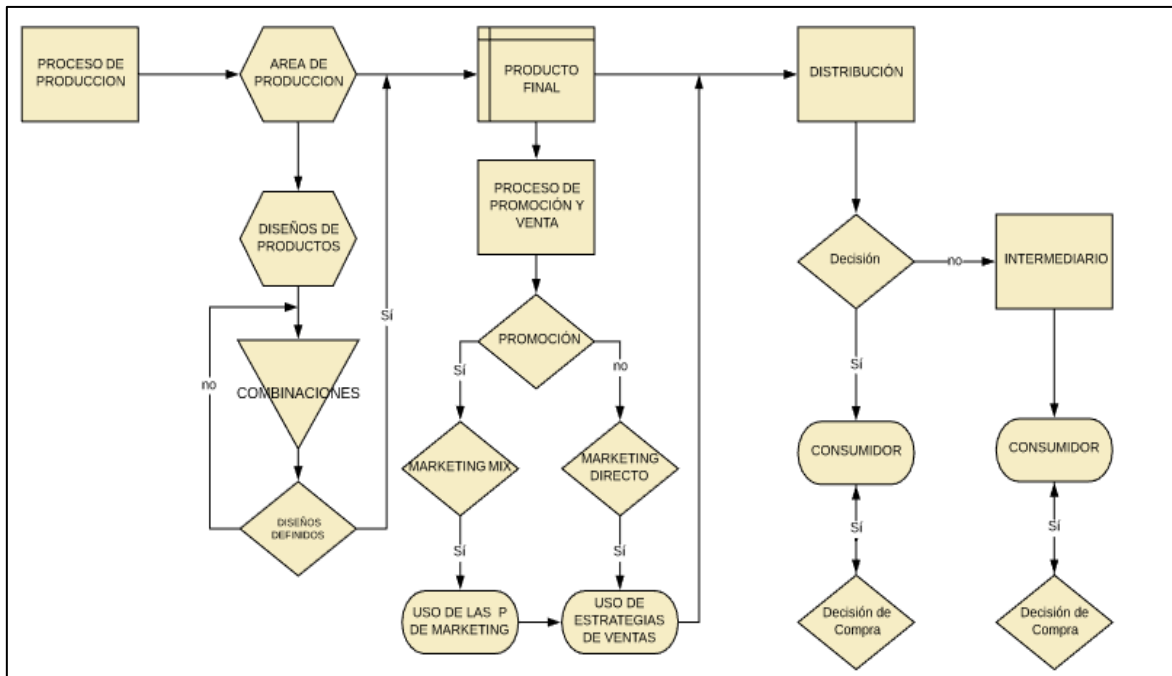 PROCESO DE
PRODUCCION
AREA DE
PRODUCCION
PRODUCTO
FINAL
DISTRIBUCIÓN
DISEÑOS DE
PRODUCTOS
PROCESO DE
PROMOCIÓN Y
VENTA
Decisión
no
INTERMEDIARIO
Sí
PROMOCIÓN
no
COMBINACIONES
Sí
no
Sí
MARKETING MIX
MARKETING
DIRECTO
CONSUMIDOR
CONSUMIDOR
DISEÑOS
DEFINIDOS
Sí
Sí
Sí
Sí
USO DE LAS P
DE MARKETING
USO DE
ESTRATEGIAS
DE VENTAS
Decisión de
Compra
Decisión de
Compra